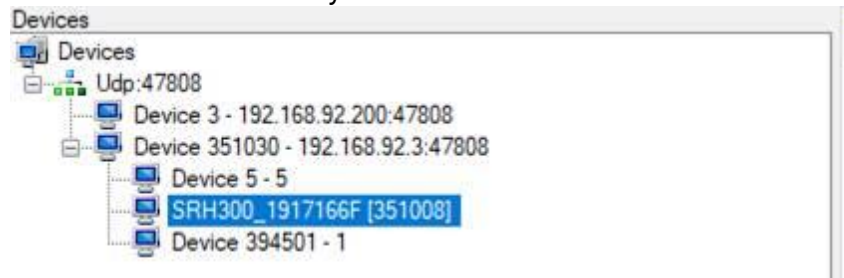 Devices
Devices
Udp:47808
Device 3 - 192.168.92.200:47808
Device 351030 - 192.168.92.3:47808
Device 5 - 5
SRH300_1917166F [351008]
Device 394501 - 1